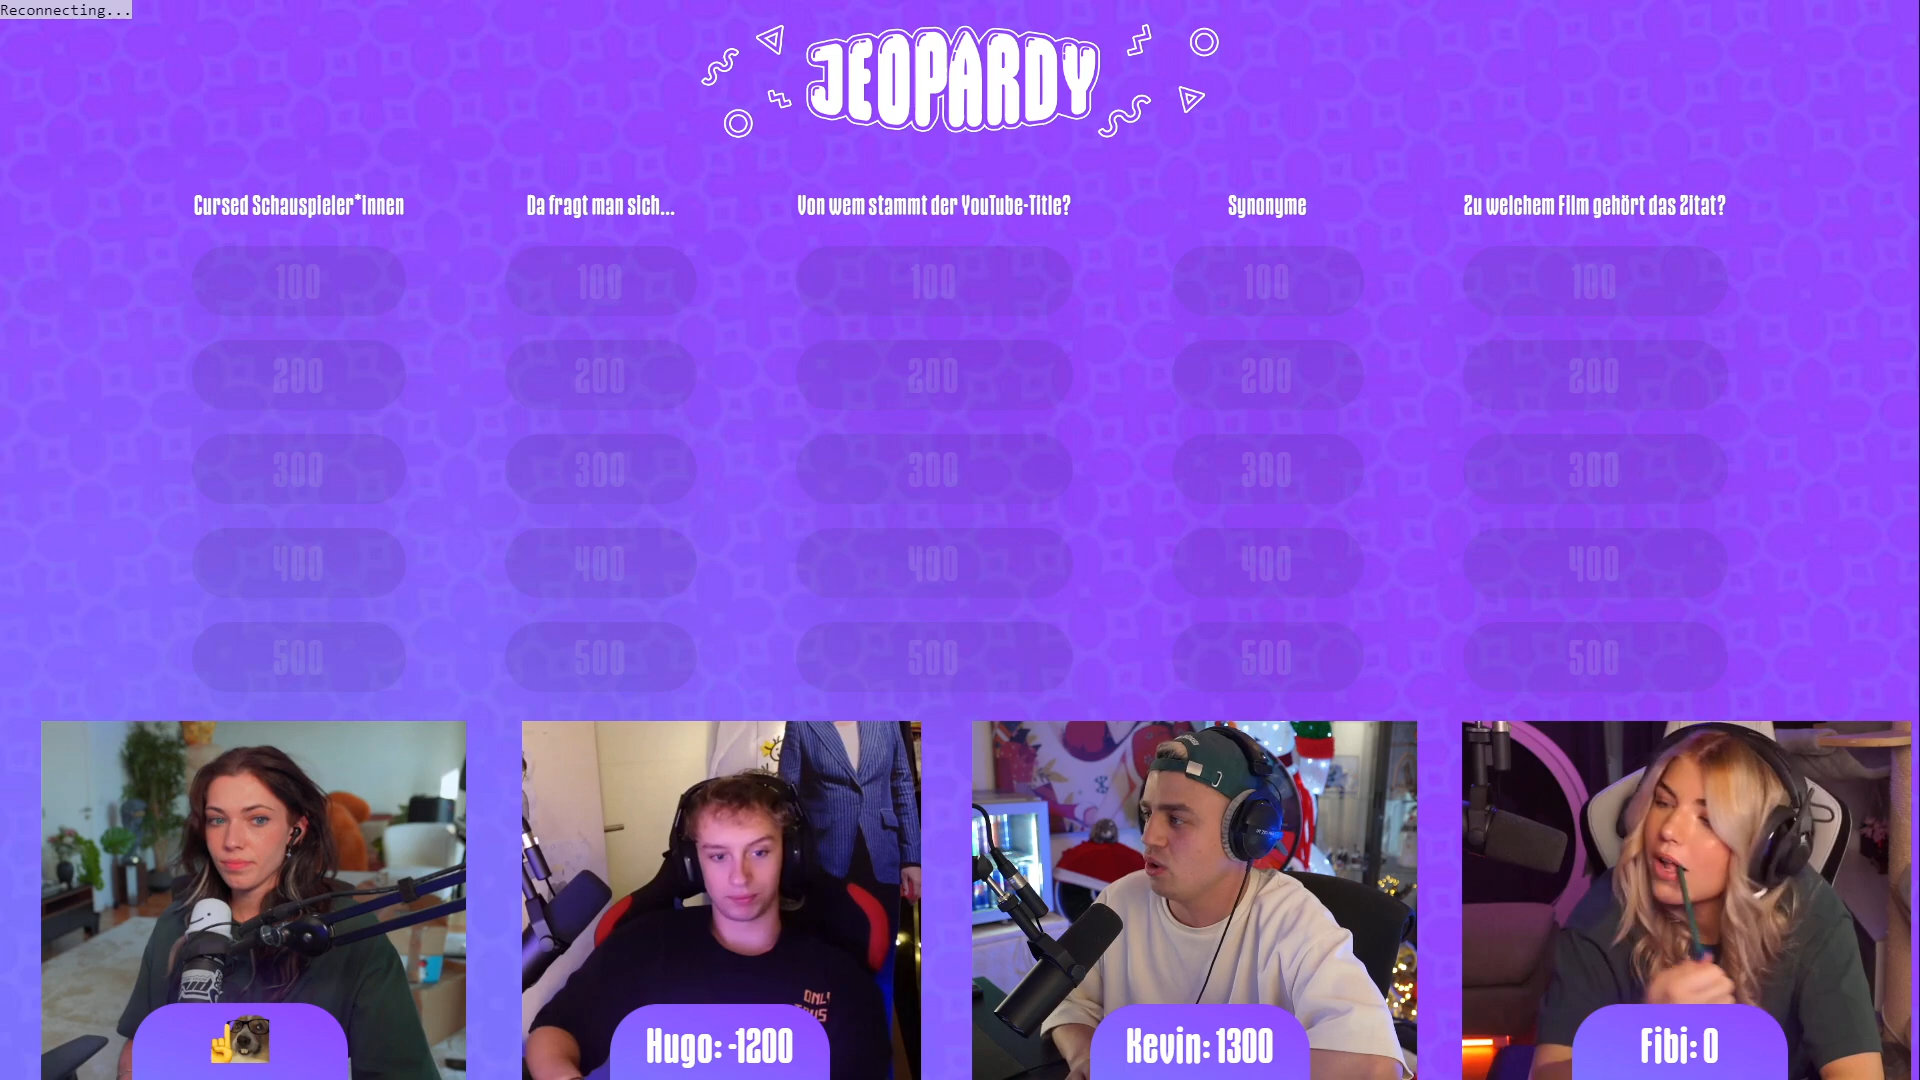 Reconnecting...
JEOPARDY
Cursed Schauspieler*Innen
Da fragt man sich...
Von wem stammt der YouTube-Title?
Synonyme
Zu welchem Film gehört das Zitat?
100 100 100 100 100
200 200 200 200 200
300 300 300 300 300
400 400 400 400 400
500 500 500 500 500
Hugo: -1200
Kevin: 1300
Fibi: 0